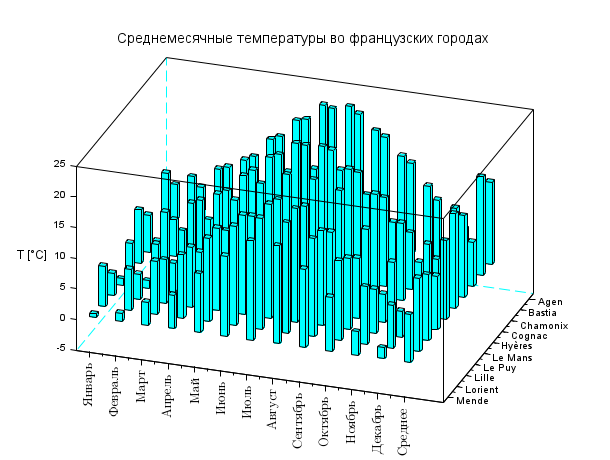 Среднемесячные температуры во французских городах
25
20
15
10
5
0
-5
T [°C]
Январь
Февраль
Март
Апрель
Май
Июнь
Июль
Август
Сентябрь
Октябрь
Ноябрь
Декабрь
Среднее
Agen
Bastia
Chamonix
Cognac
Hyères
Le Mans
Le Puy
Lille
Lorient
Mende